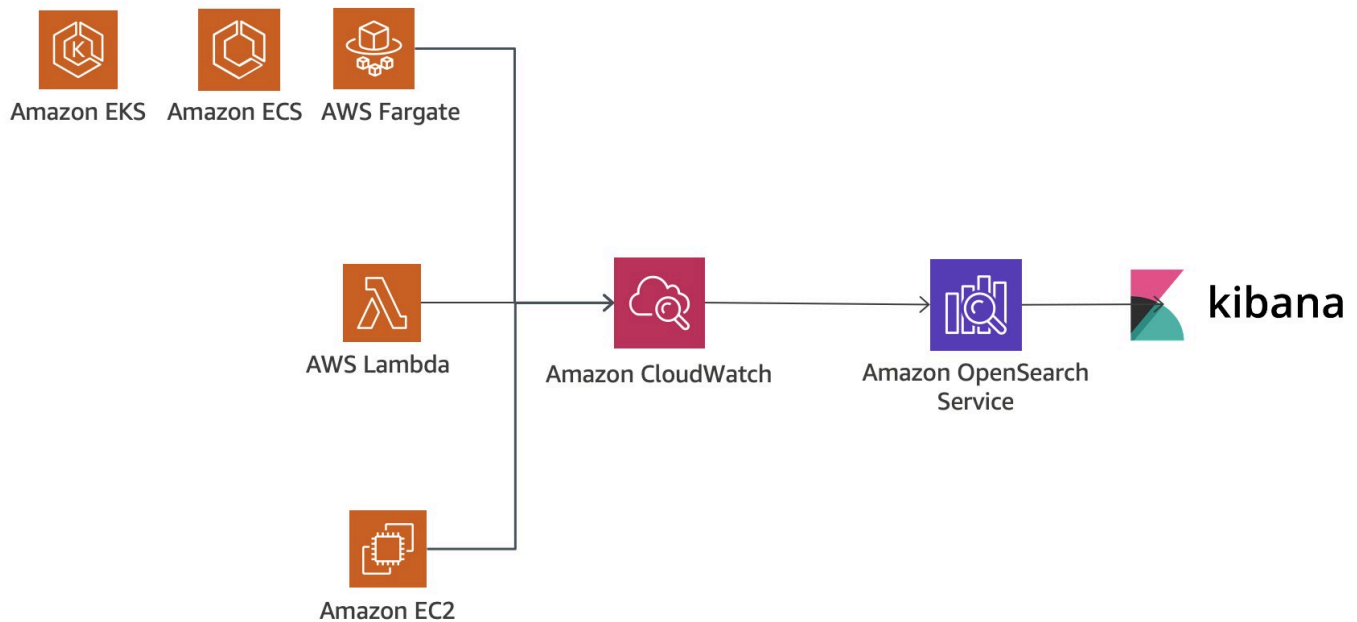 Amazon EKS
Amazon ECS
AWS Fargate
AWS Lambda
Amazon CloudWatch
Amazon OpenSearch
Service
kibana
Amazon EC2